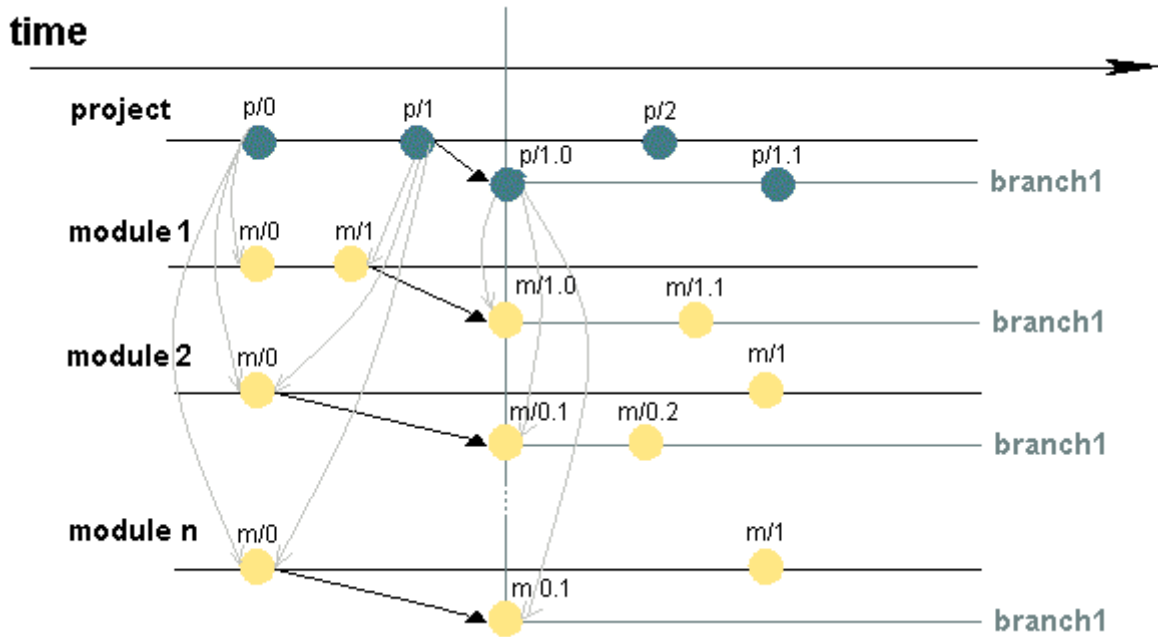 time
project
p/0
p/1
p/2
p/1.0
p/1.1
branch1
module 1
m/0
m/1
m/1.0
m/1.1
branch1
module 2
m/0
m/1
m/0.1
m/0.2
branch1
module n
m/0
m/1
m/0.1
branch1